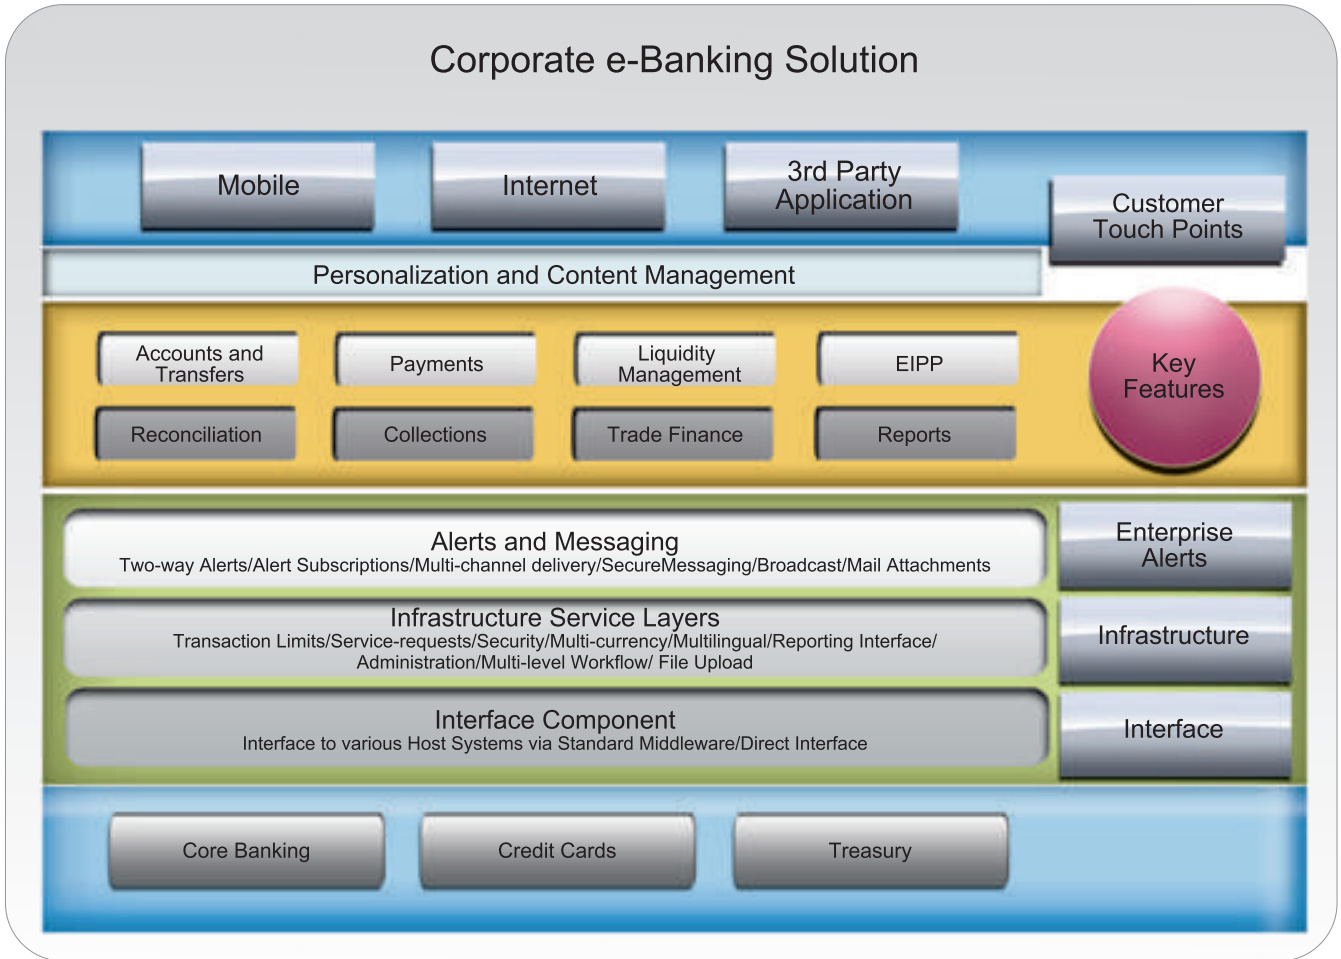 Corporate e-Banking Solution
Mobile
Internet
3rd Party
Application
Customer
Touch Points
Personalization and Content Management
Accounts and
Transfers
Payments
Liquidity
Management
EIPP
Key
Features
Reconciliation
Collections
Trade Finance
Reports
Alerts and Messaging
Two-way Alerts/Alert Subscriptions/Multi-channel delivery/SecureMessaging/Broadcast/Mail Attachments
Enterprise
Alerts
Infrastructure Service Layers
Transaction Limits/Service-requests/Security/Multi-currency/Multilingual/Reporting Interface/
Administration/Multi-level Workflow/ File Upload
Infrastructure
Interface Component
Interface to various Host Systems via Standard Middleware/Direct Interface
Interface
Core Banking
Credit Cards
Treasury